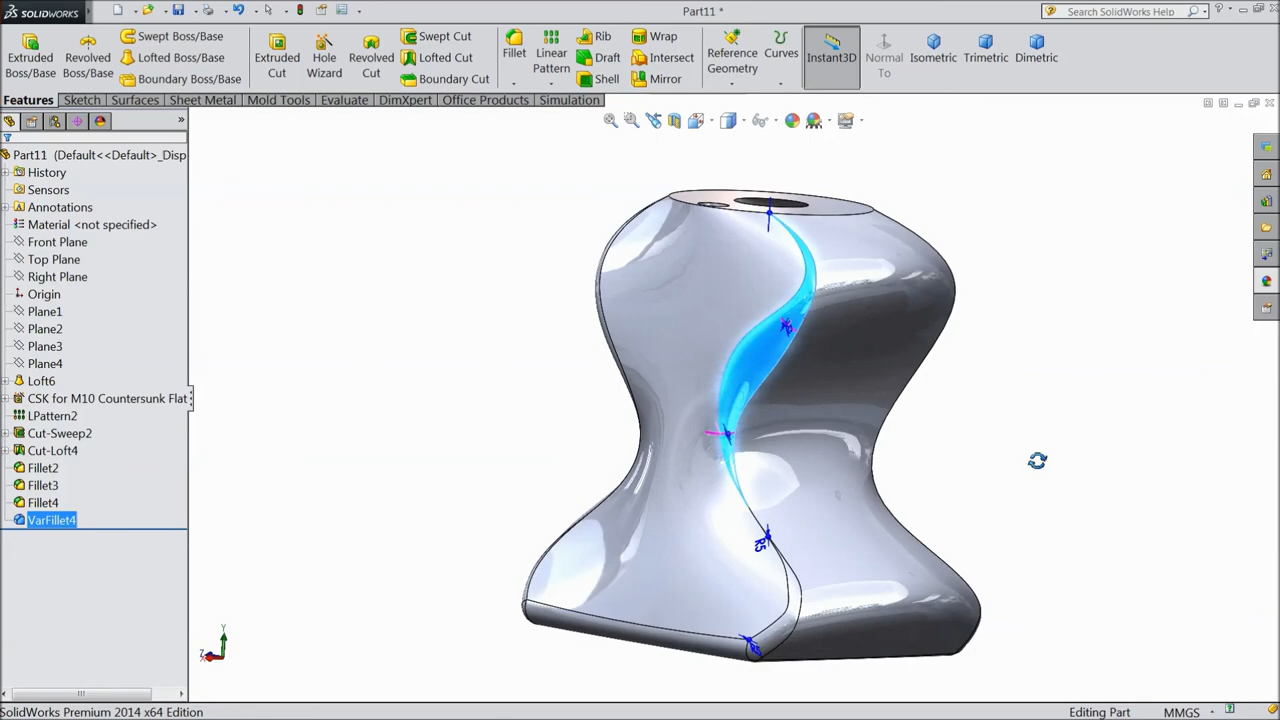 SOLIDWORKS
Part11 *
Search SolidWorks Help
Extruded Boss/Base
Revolved Boss/Base
Swept Boss/Base
Lofted Boss/Base
Boundary Boss/Base
Extruded Cut
Hole Wizard
Revolved Cut
Swept Cut
Lofted Cut
Boundary Cut
Fillet
Linear Pattern
Rib
Draft
Shell
Wrap
Intersect
Mirror
Reference Geometry
Curves
Instant3D
Normal To
Isometric
Trimetric
Dimetric
Features Sketch Surfaces Sheet Metal Mold Tools Evaluate DimXpert Office Products Simulation
Part11 (Default<<Default>_Disp
History
Sensors
Annotations
Material <not specified>
Front Plane
Top Plane
Right Plane
Origin
Plane1
Plane2
Plane3
Plane4
Loft6
CSK for M10 Countersunk Flat
LPattern2
Cut-Sweep2
Cut-Loft4
Fillet2
Fillet3
Fillet4
VarFillet4
R5
Y
Z
SolidWorks Premium 2014 x64 Edition
Editing Part
MMGS